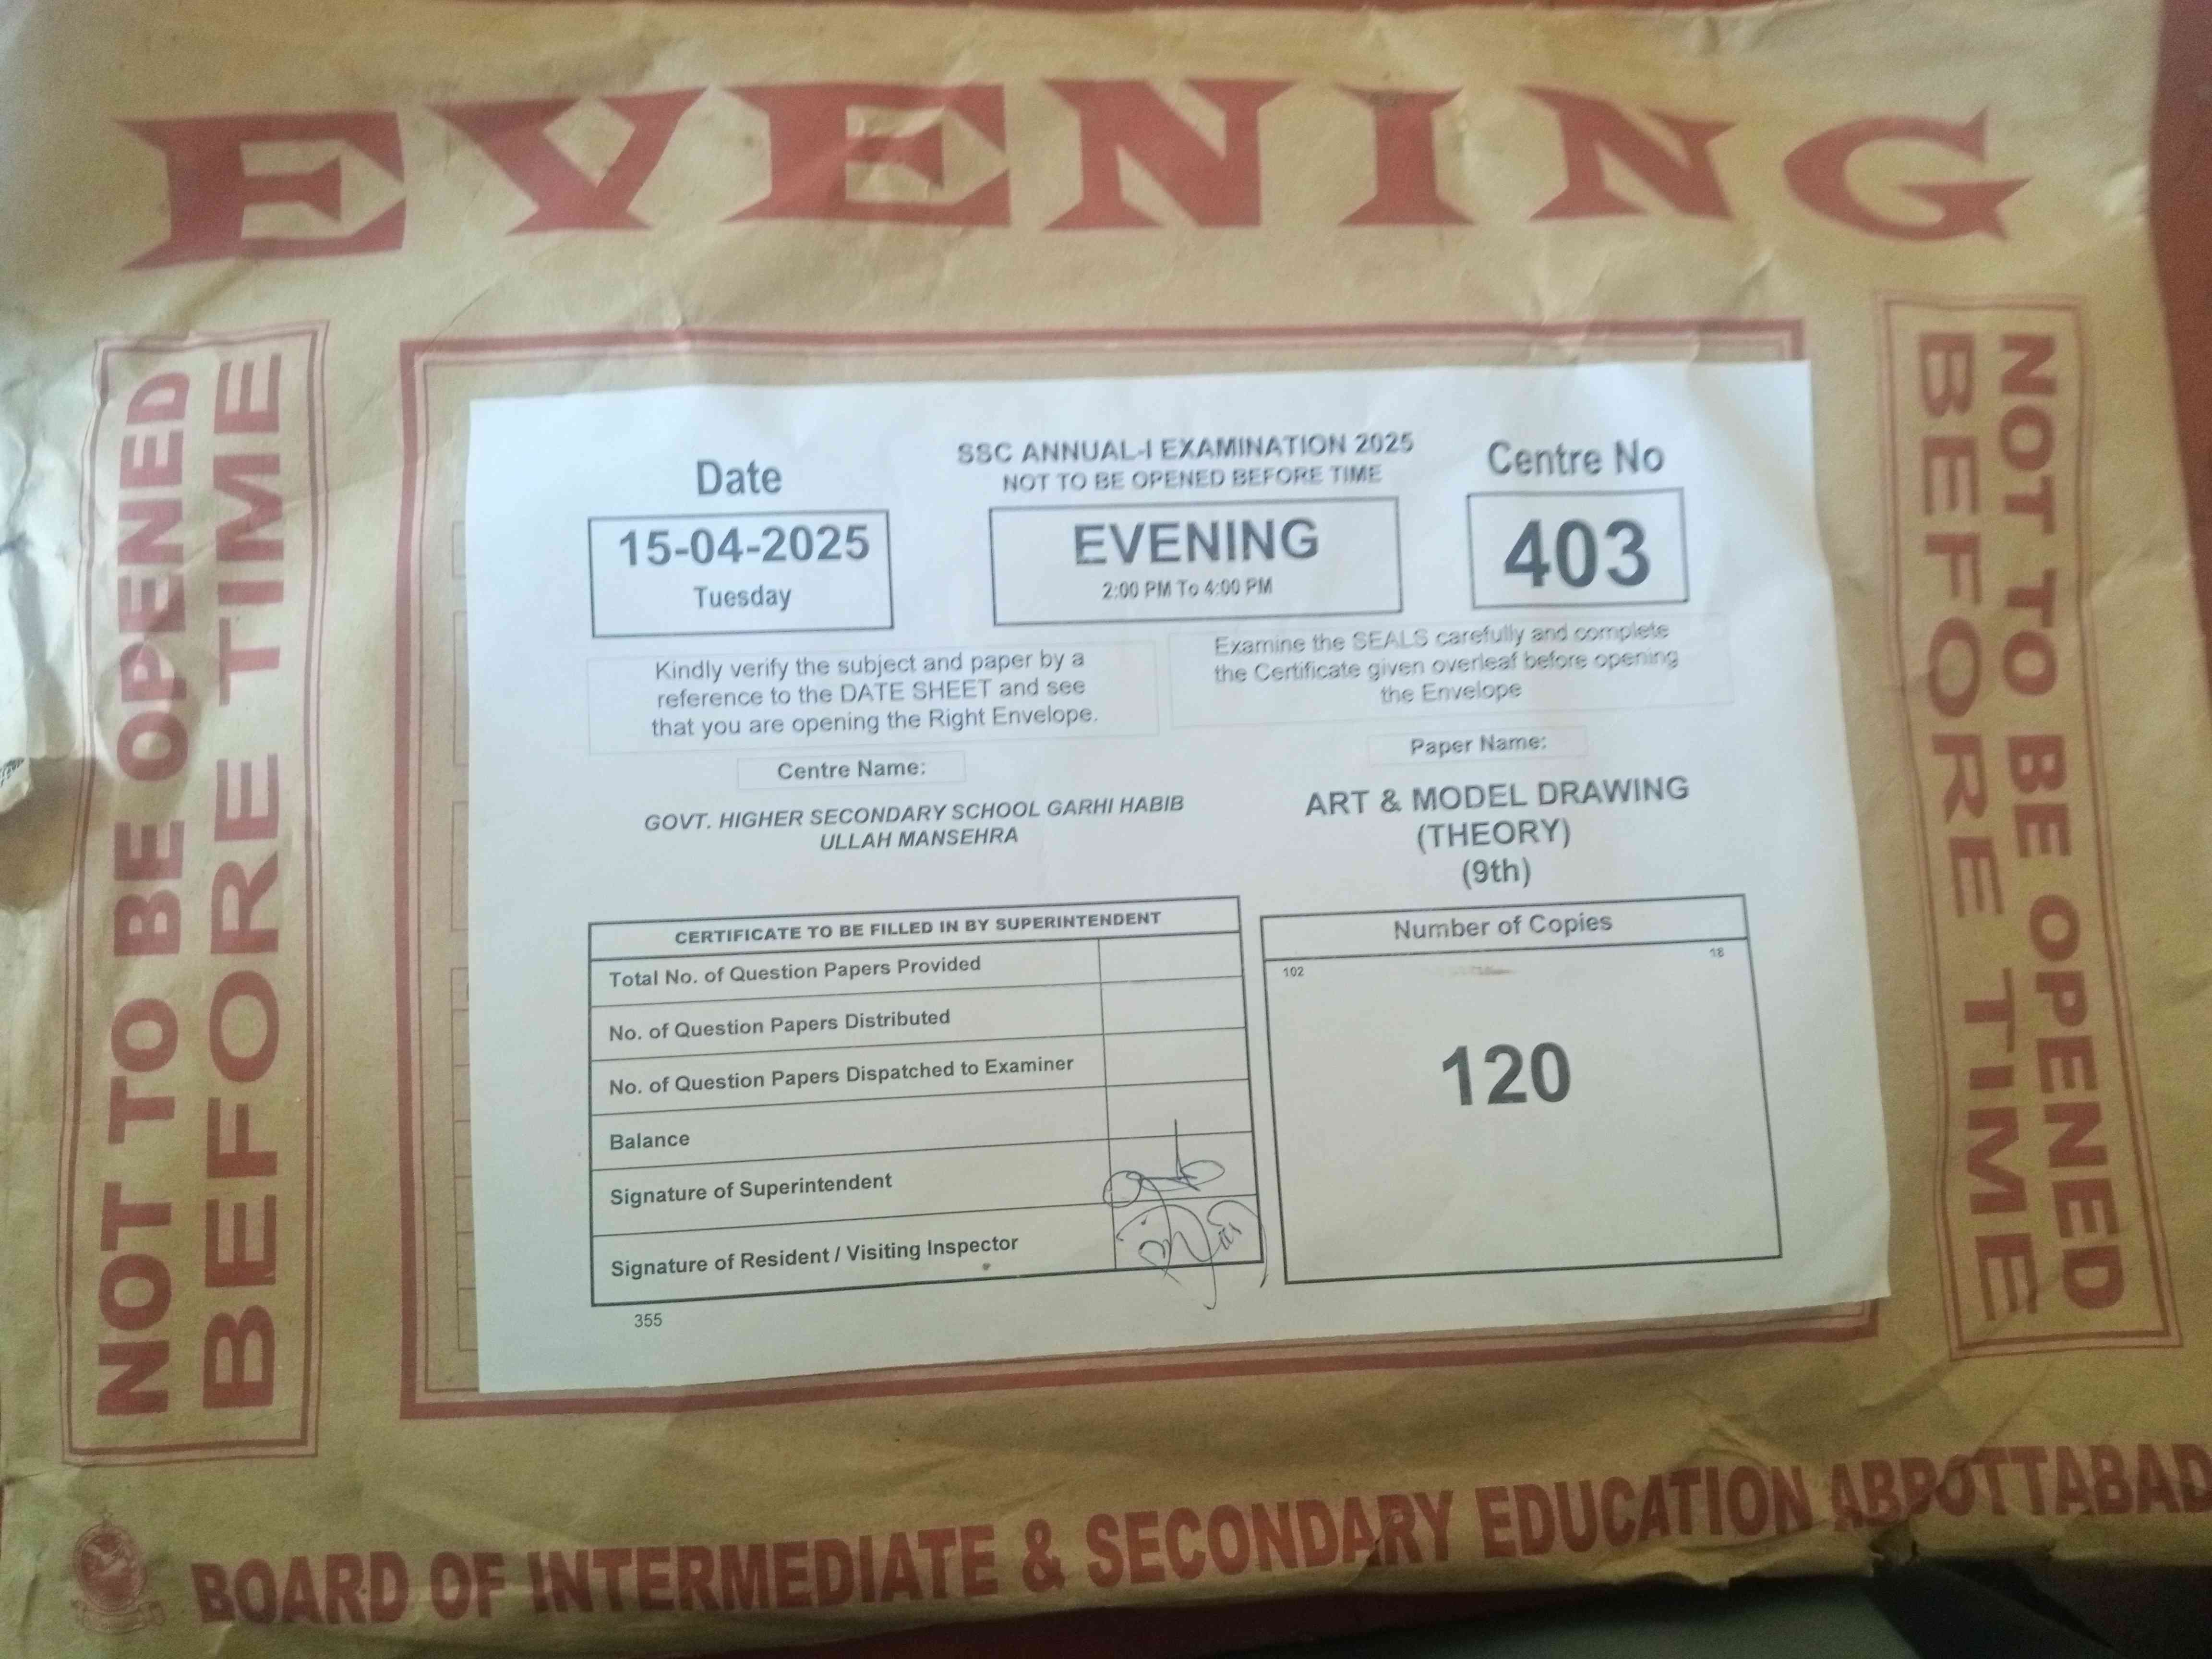 EVENING
NOT TO BE OPENED
BEFORE TIME
SSC ANNUAL-I EXAMINATION 2025
NOT TO BE OPENED BEFORE TIME
Date
15-04-2025
Tuesday
EVENING
2:00 PM To 4:00 PM
Centre No
403
Kindly verify the subject and paper by a
reference to the DATE SHEET and see
that you are opening the Right Envelope.
Examine the SEALS carefully and complete
the Certificate given overleaf before opening
the Envelope
Centre Name:
GOVT. HIGHER SECONDARY SCHOOL GARHI HABIB
ULLAH MANSEHRA
Paper Name:
ART & MODEL DRAWING
(THEORY)
(9th)
CERTIFICATE TO BE FILLED IN BY SUPERINTENDENT
Total No. of Question Papers Provided
No. of Question Papers Distributed
No. of Question Papers Dispatched to Examiner
Balance
Signature of Superintendent
Signature of Resident / Visiting Inspector
355
Number of Copies
102 18
120
NOT TO BE OPENED
BEFORE TIME
BOARD OF INTERMEDIATE & SECONDARY EDUCATION ABBOTTABAD